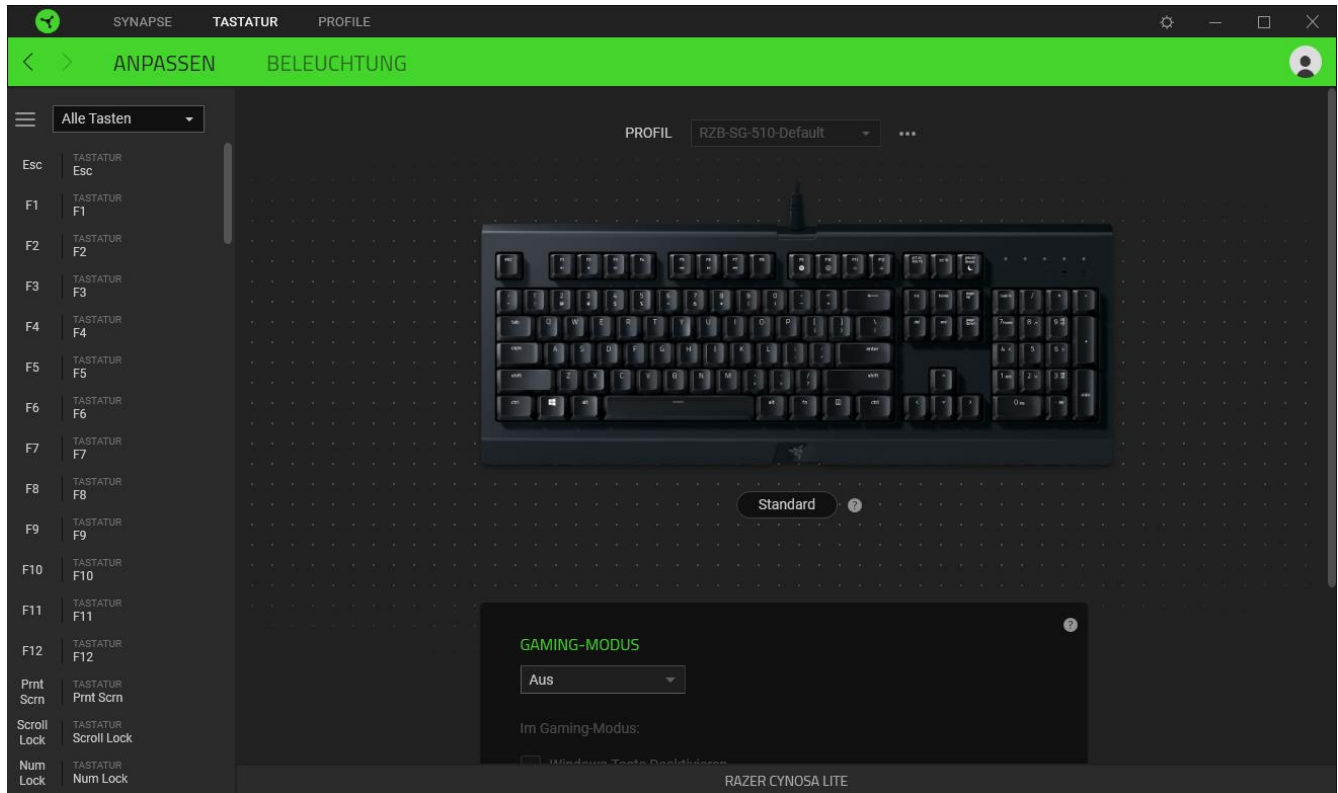 SYNAPSE TASTATUR PROFILE
ANPASSEN BELEUCHTUNG
Alle Tasten
PROFIL RZB-SG-510-Default
Esc TASTATUR Esc
F1 TASTATUR F1
F2 TASTATUR F2
F3 TASTATUR F3
F4 TASTATUR F4
F5 TASTATUR F5
F6 TASTATUR F6
F7 TASTATUR F7
F8 TASTATUR F8
F9 TASTATUR F9
F10 TASTATUR F10
F11 TASTATUR F11
F12 TASTATUR F12
Prnt Scrn TASTATUR Prnt Scrn
Scroll Lock TASTATUR Scroll Lock
Num Lock TASTATUR Num Lock
Standard ?
?
GAMING-MODUS
Aus
Im Gaming-Modus:
Windows-Taste Deaktivieren
RAZER CYNOSA LITE